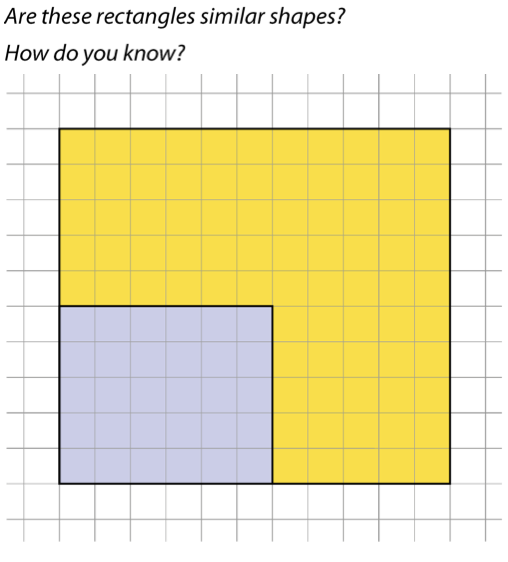 Are these rectangles similar shapes?
How do you know?